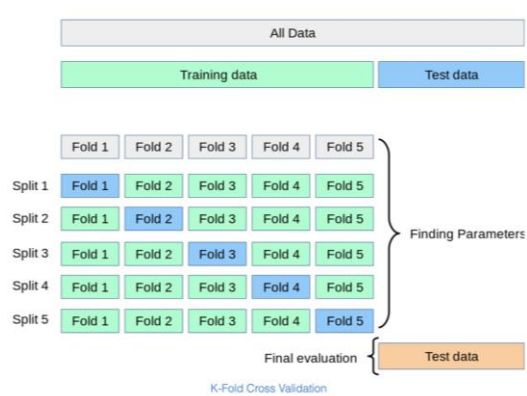 All Data
Training data Test data
Fold 1 Fold 2 Fold 3 Fold 4 Fold 5
Split 1 Fold 1 Fold 2 Fold 3 Fold 4 Fold 5
Split 2 Fold 1 Fold 2 Fold 3 Fold 4 Fold 5
Finding Parameters
Split 3 Fold 1 Fold 2 Fold 3 Fold 4 Fold 5
Split 4 Fold 1 Fold 2 Fold 3 Fold 4 Fold 5
Split 5 Fold 1 Fold 2 Fold 3 Fold 4 Fold 5
Final evaluation Test data
K-Fold Cross Validation